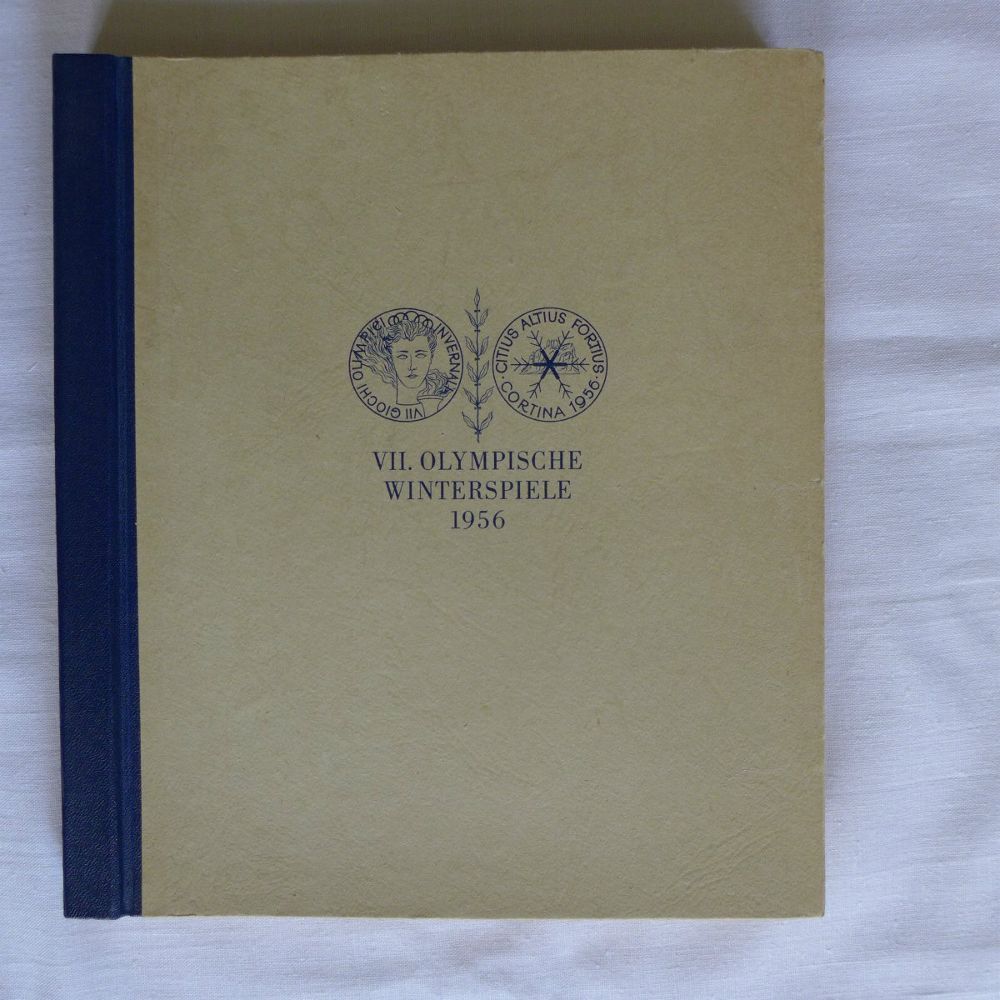 VII GIOCHI OLIMPICI INVERNALI
· CITIUS ALTIUS FORTIUS ·
CORTINA 1956
VII. OLYMPISCHE
WINTERSPIELE
1956